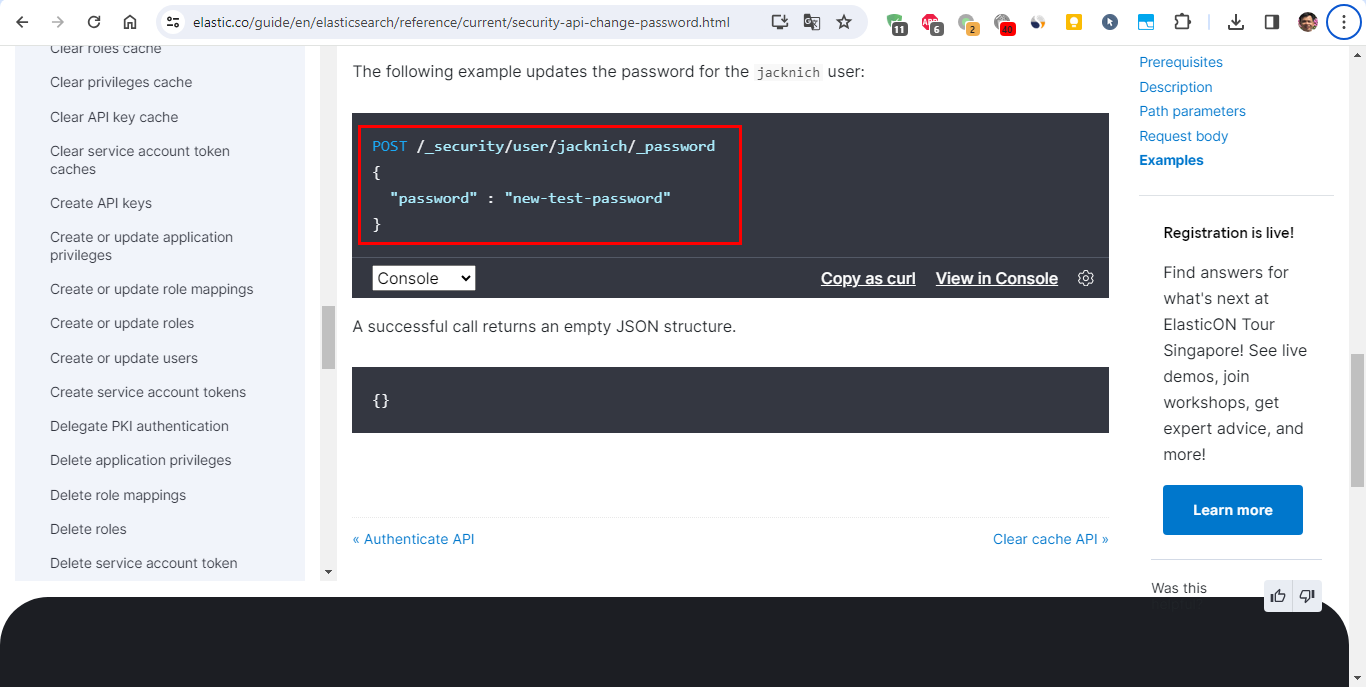 elastic.co/guide/en/elasticsearch/reference/current/security-api-change-password.html
11
6
2
40
Clear roles cache
Clear privileges cache
Clear API key cache
Clear service account token
caches
Create API keys
Create or update application
privileges
Create or update role mappings
Create or update roles
Create or update users
Create service account tokens
Delegate PKI authentication
Delete application privileges
Delete role mappings
Delete roles
Delete service account token
The following example updates the password for the jacknich user:
POST /_security/user/jacknich/_password
{
"password" : "new-test-password"
}
Console
Copy as curl
View in Console
A successful call returns an empty JSON structure.
{}
« Authenticate API
Clear cache API »
Prerequisites
Description
Path parameters
Request body
Examples
Registration is live!
Find answers for
what's next at
ElasticON Tour
Singapore! See live
demos, join
workshops, get
expert advice, and
more!
Learn more
Was this